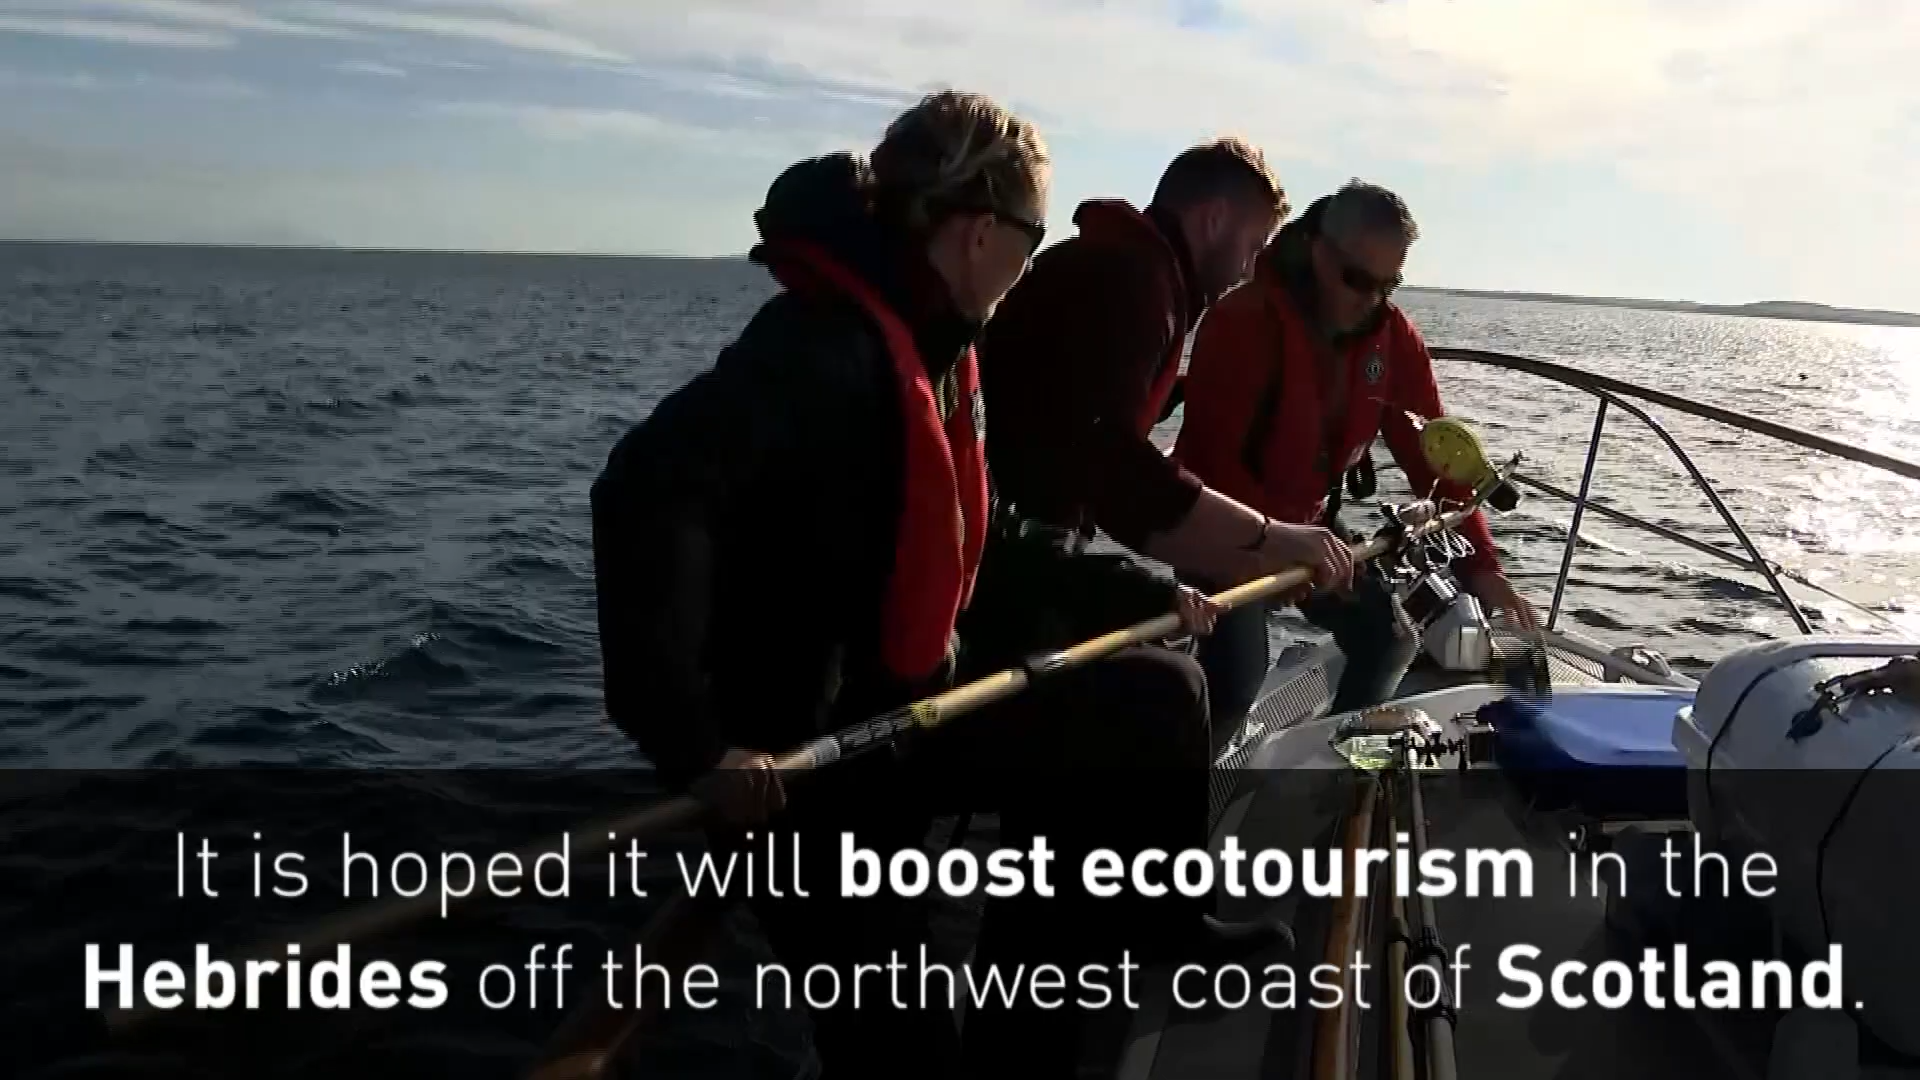 It is hoped it will boost ecotourism in the
Hebrides off the northwest coast of Scotland.